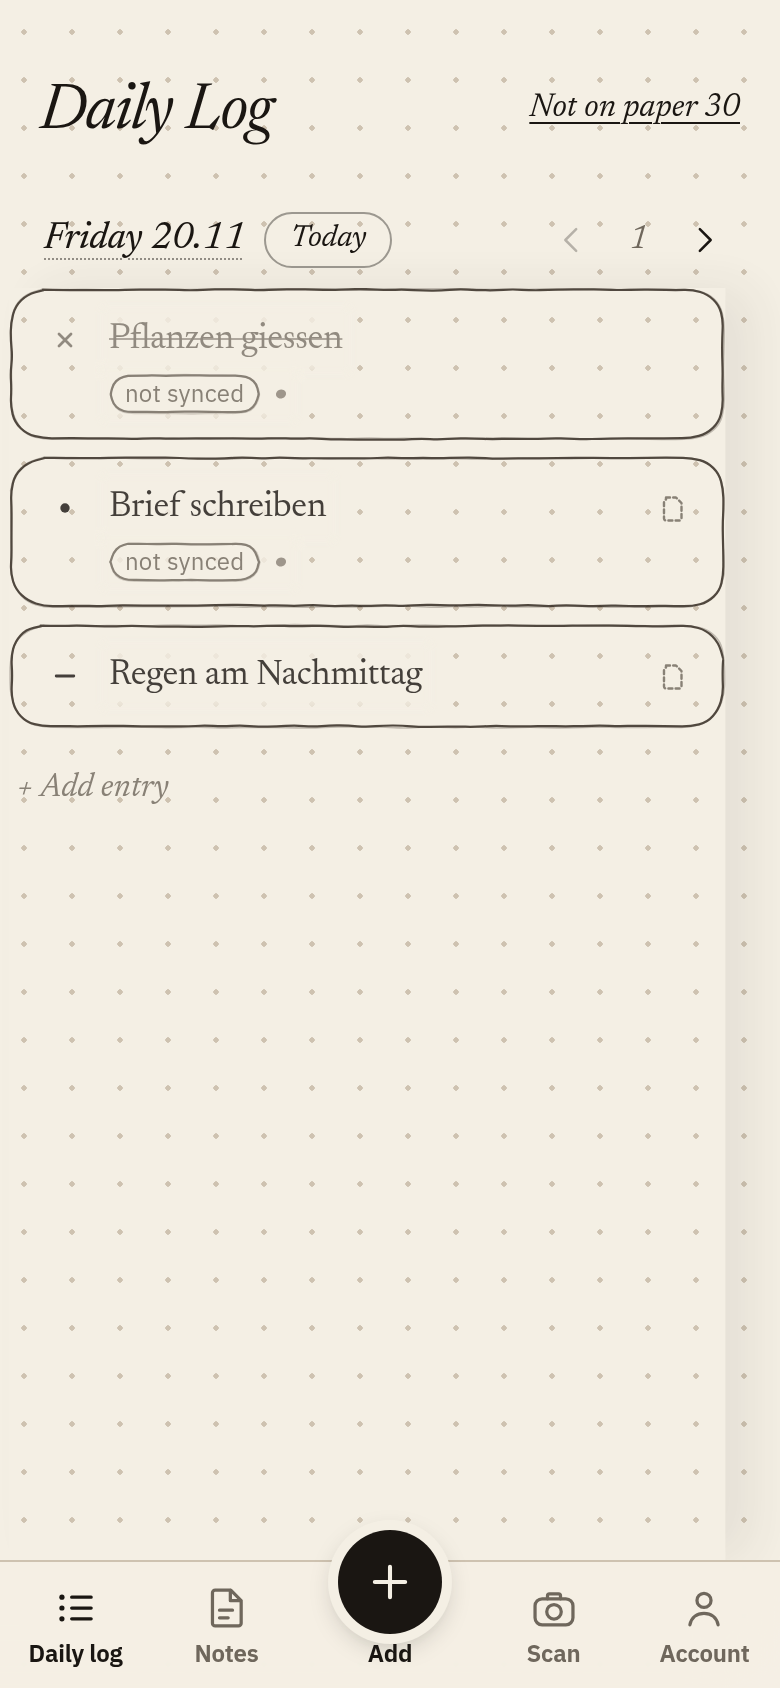 Daily Log
Not on paper 30
Friday 20.11
Today
1
× Pflanzen giessen
not synced •
• Brief schreiben
not synced •
– Regen am Nachmittag
+ Add entry
Daily log
Notes
Add
Scan
Account